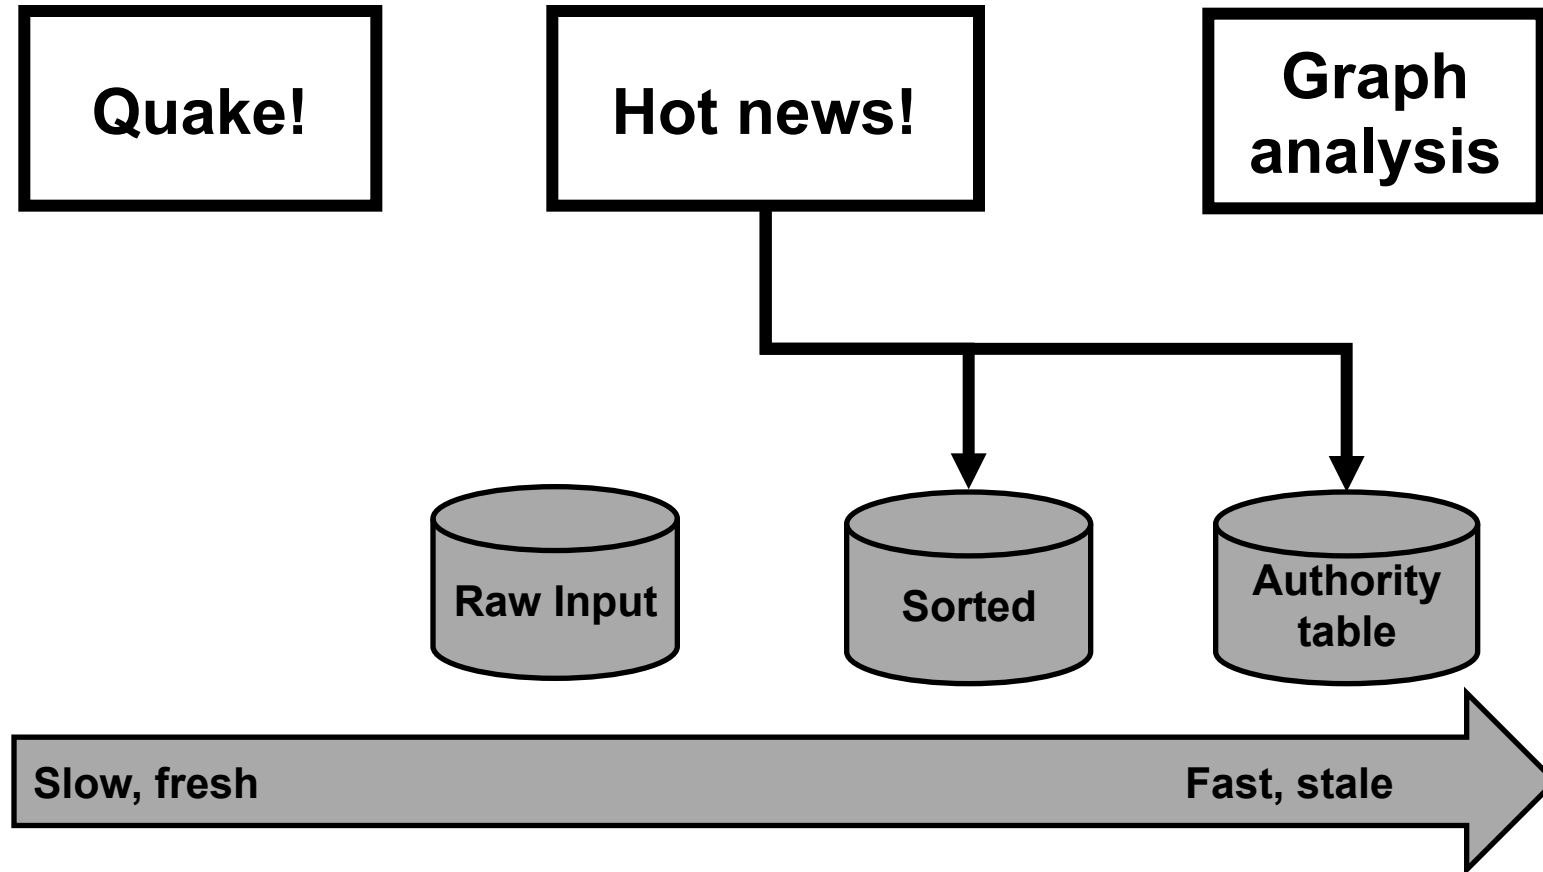 Quake!
Hot news!
Graph
analysis
Raw Input
Sorted
Authority
table
Slow, fresh
Fast, stale